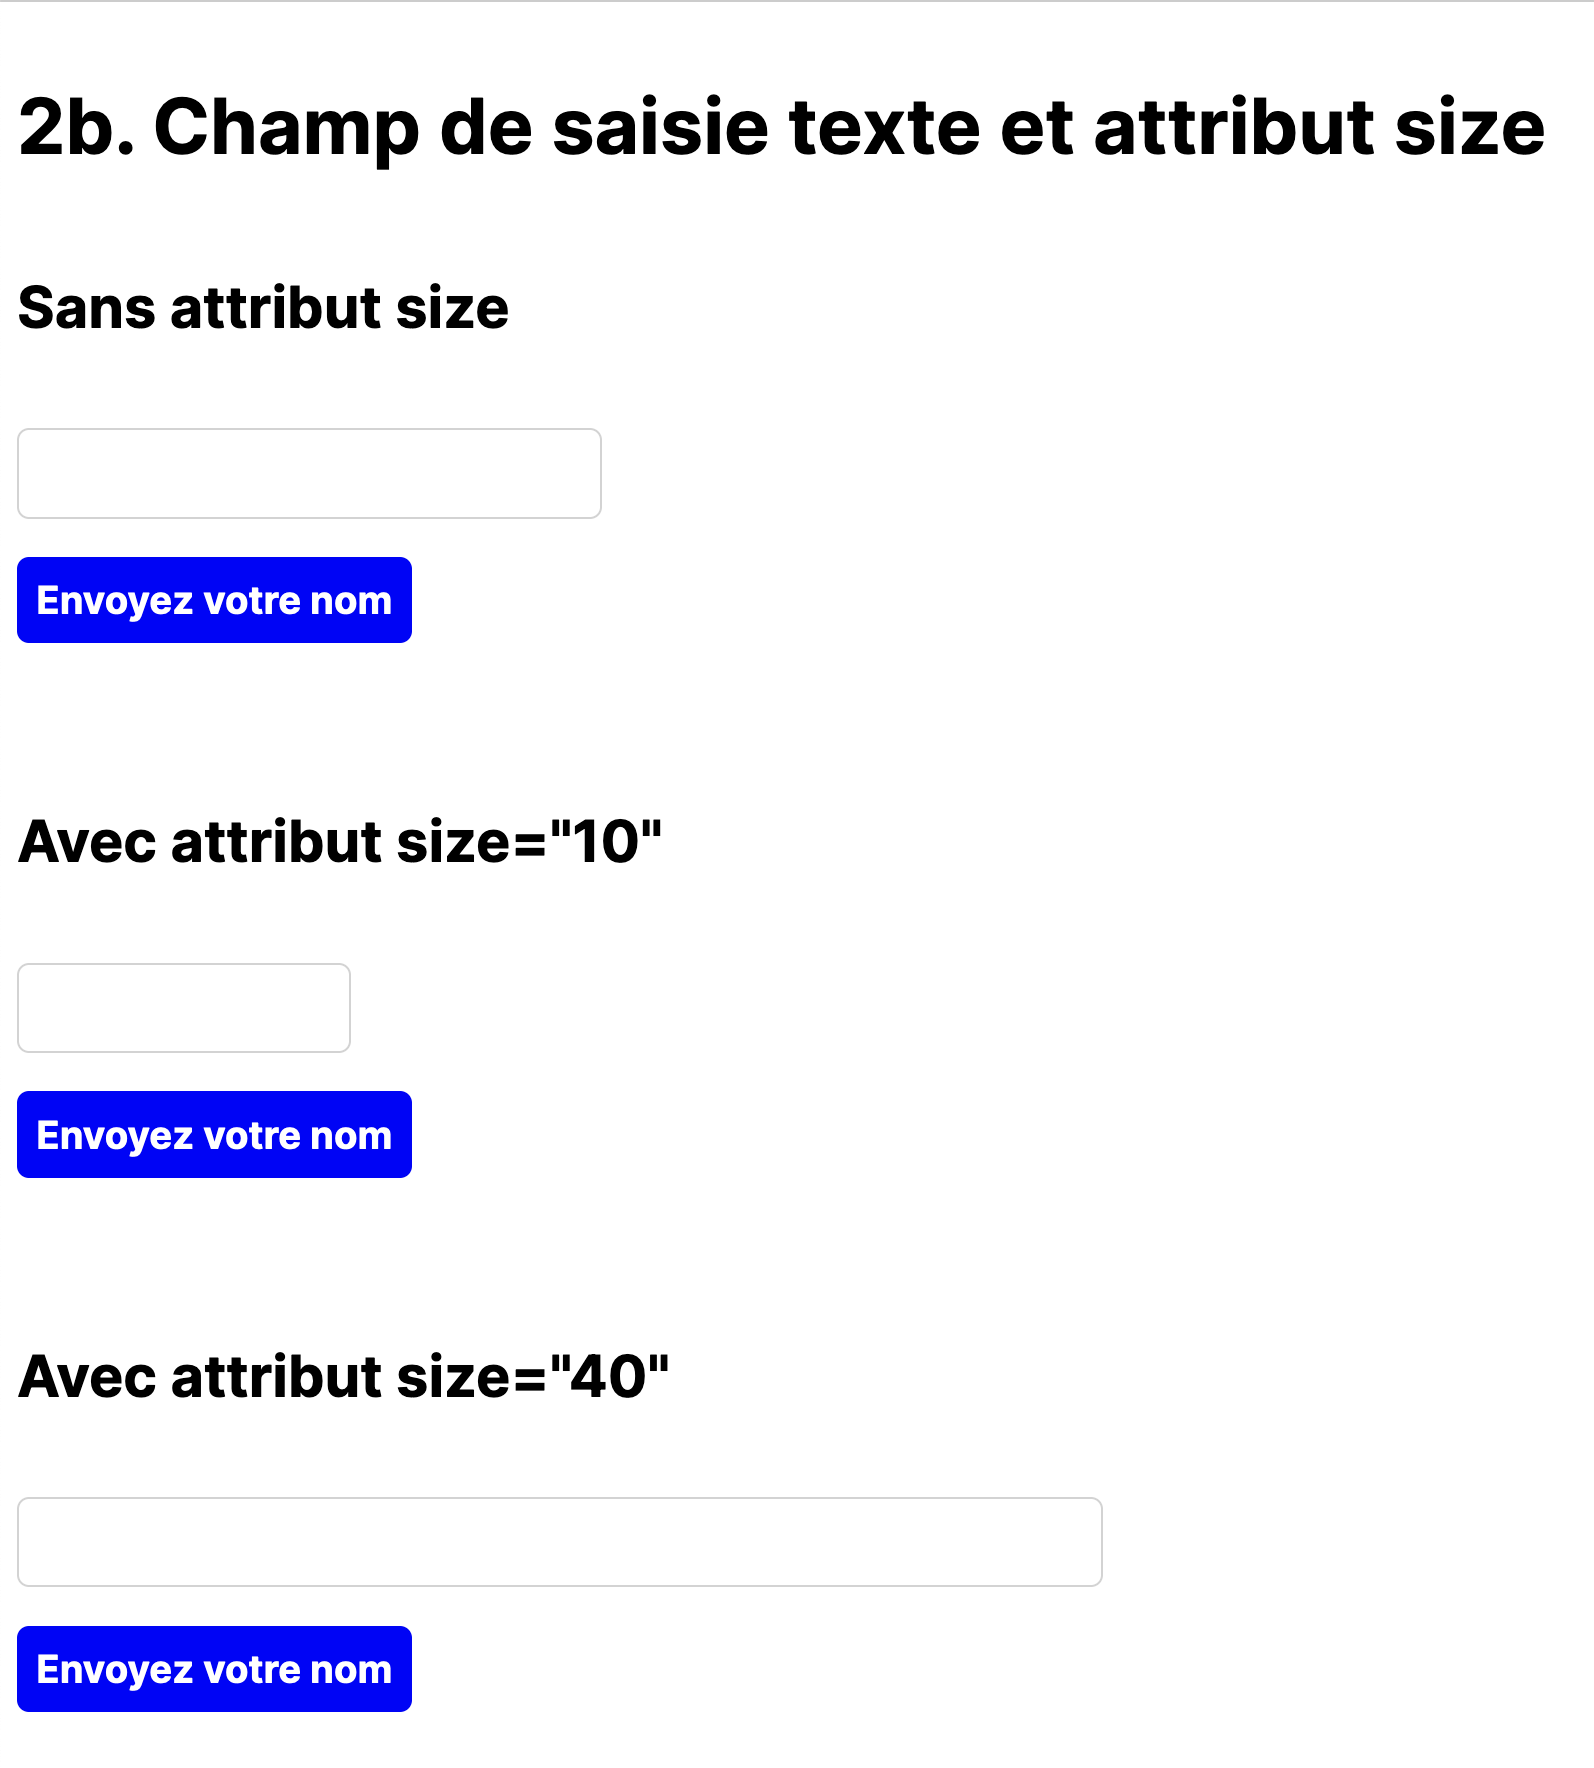 2b. Champ de saisie texte et attribut size
Sans attribut size
Envoyez votre nom
Avec attribut size="10"
Envoyez votre nom
Avec attribut size="40"
Envoyez votre nom